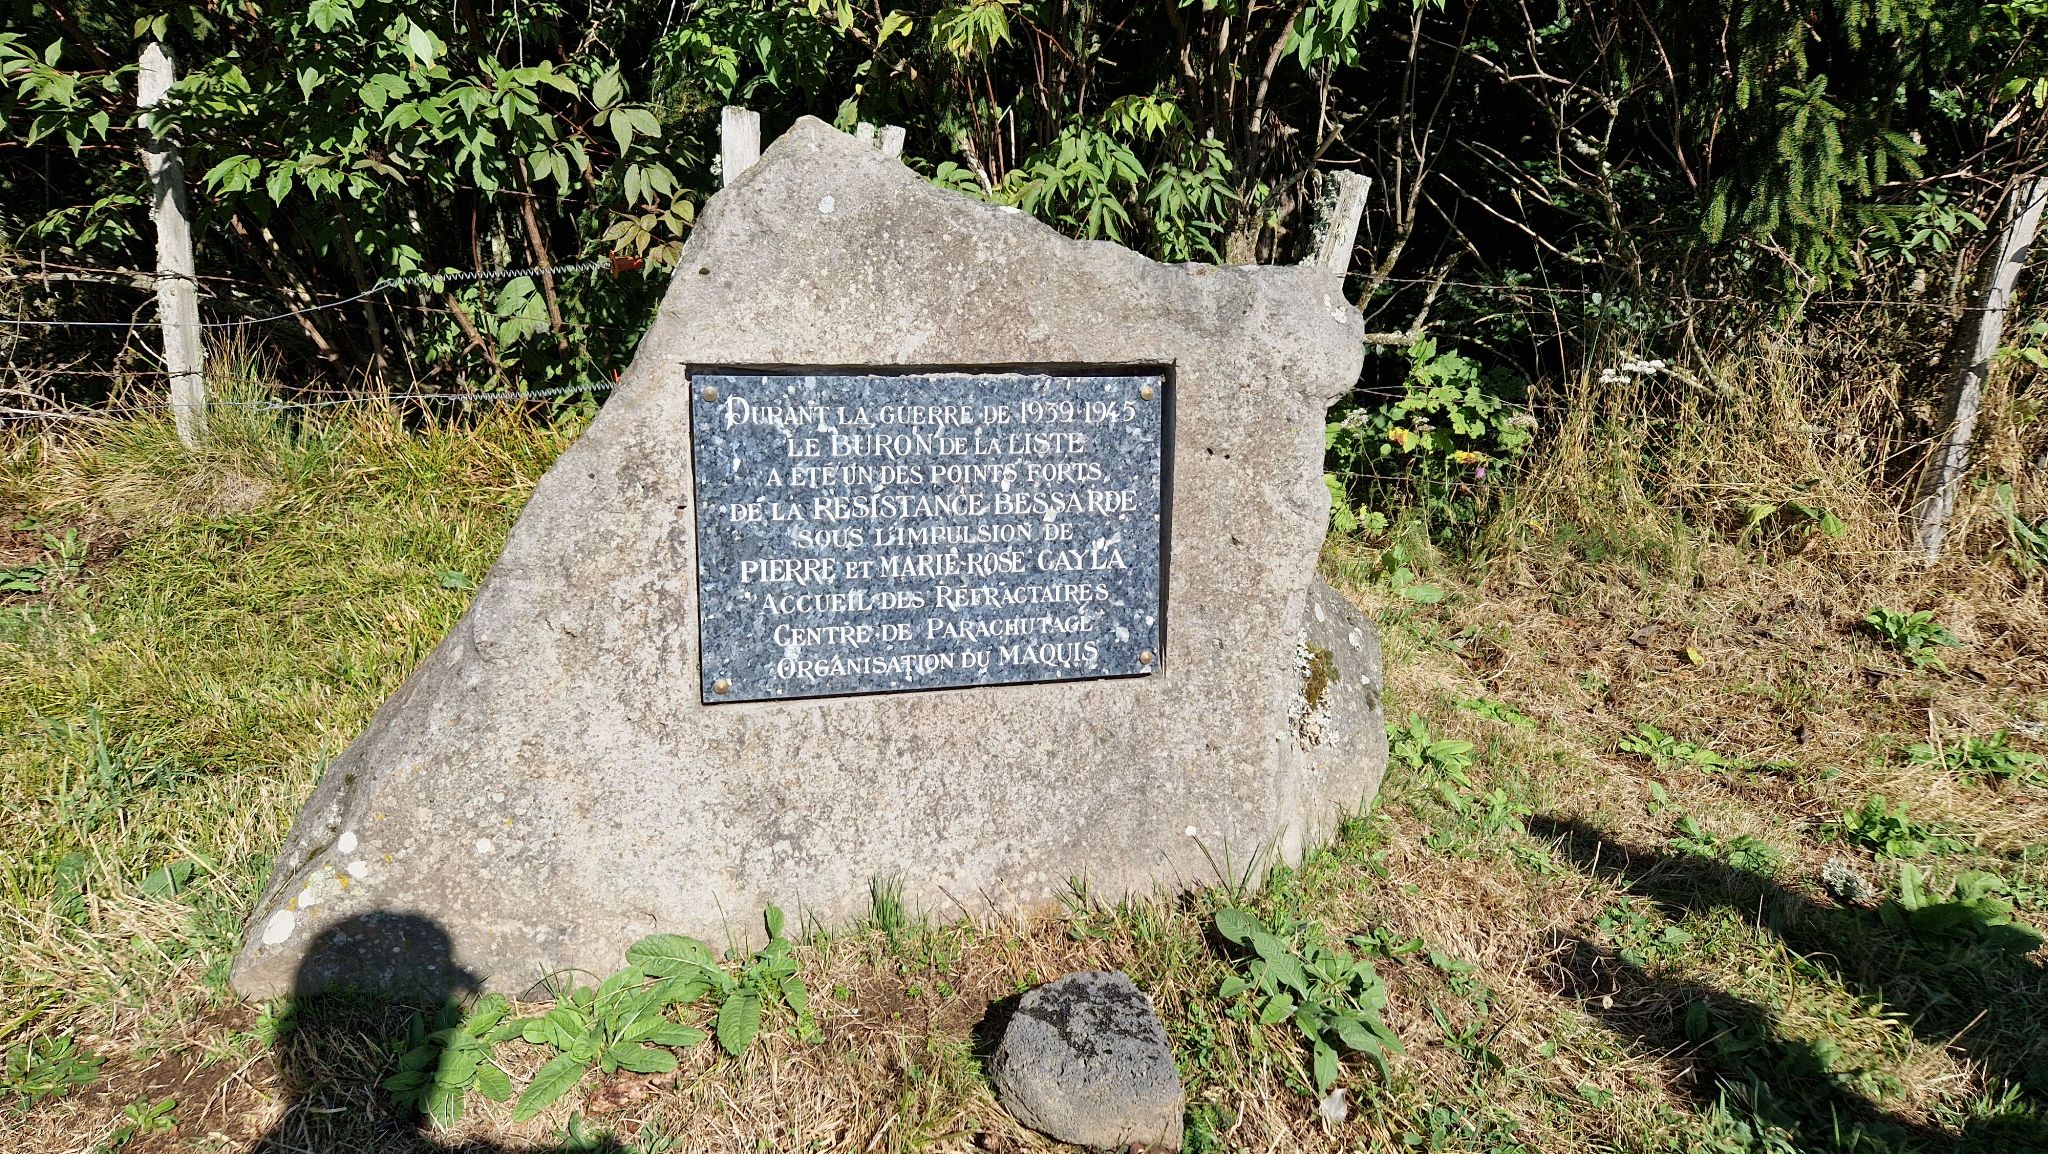 DURANT LA GUERRE DE 1939-1945
LE BURON DE LA LISTE
A ÉTÉ UN DES POINTS FORTS
DE LA RÉSISTANCE BESSARDE
SOUS L'IMPULSION DE
PIERRE ET MARIE-ROSE CAYLA
ACCUEIL DES RÉFRACTAIRES
CENTRE DE PARACHUTAGE
ORGANISATION DU MAQUIS